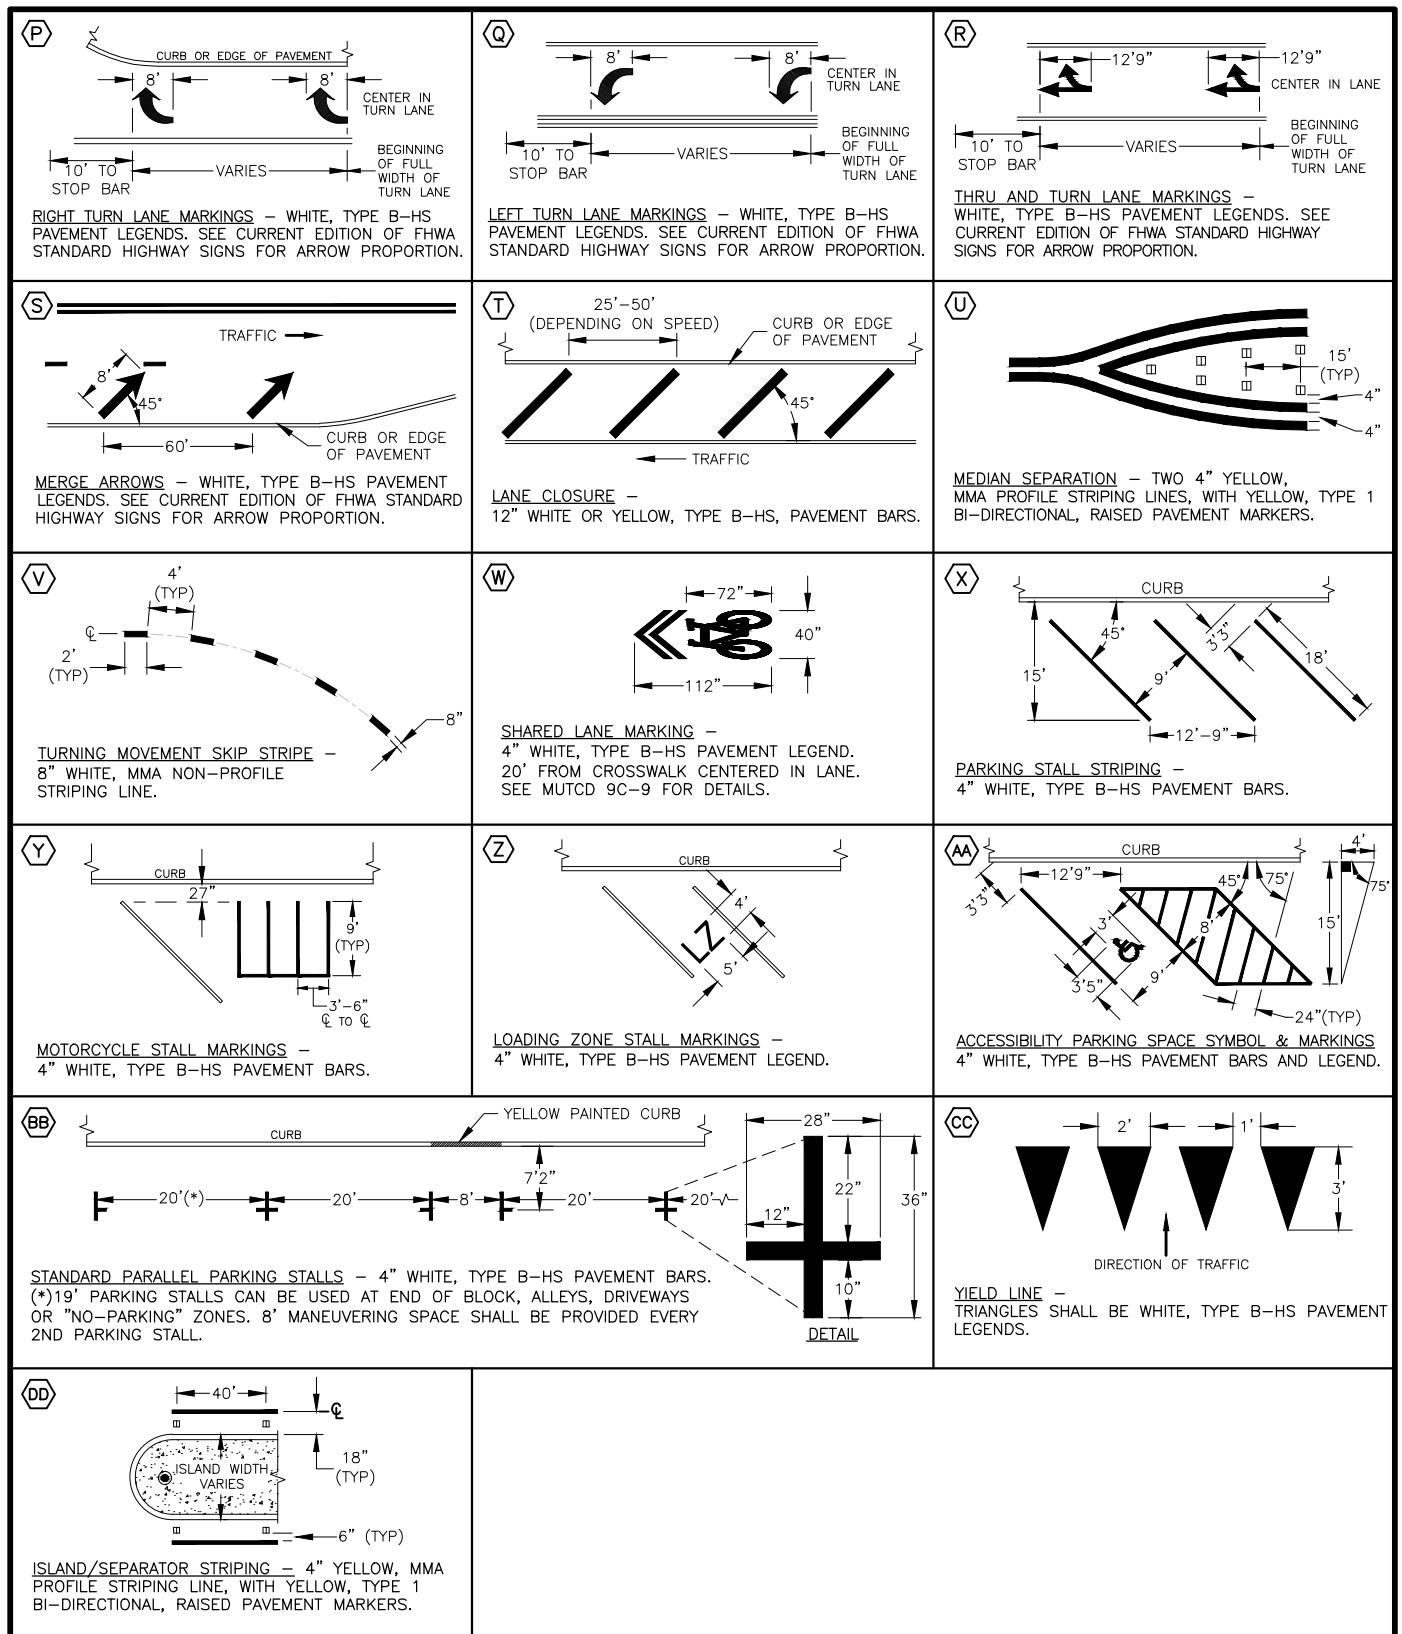 P
CURB OR EDGE OF PAVEMENT
8'
8'
CENTER IN
TURN LANE
10' TO
STOP BAR
VARIES
BEGINNING
OF FULL
WIDTH OF
TURN LANE
RIGHT TURN LANE MARKINGS – WHITE, TYPE B–HS
PAVEMENT LEGENDS. SEE CURRENT EDITION OF FHWA
STANDARD HIGHWAY SIGNS FOR ARROW PROPORTION.
Q
8'
8'
CENTER IN
TURN LANE
10' TO
STOP BAR
VARIES
BEGINNING
OF FULL
WIDTH OF
TURN LANE
LEFT TURN LANE MARKINGS – WHITE, TYPE B–HS
PAVEMENT LEGENDS. SEE CURRENT EDITION OF FHWA
STANDARD HIGHWAY SIGNS FOR ARROW PROPORTION.
R
12'9"
12'9"
CENTER IN LANE
10' TO
STOP BAR
VARIES
BEGINNING
OF FULL
WIDTH OF
TURN LANE
THRU AND TURN LANE MARKINGS –
WHITE, TYPE B–HS PAVEMENT LEGENDS. SEE
CURRENT EDITION OF FHWA STANDARD HIGHWAY
SIGNS FOR ARROW PROPORTION.
S
TRAFFIC
8'
45°
60'
CURB OR EDGE
OF PAVEMENT
MERGE ARROWS – WHITE, TYPE B–HS PAVEMENT
LEGENDS. SEE CURRENT EDITION OF FHWA STANDARD
HIGHWAY SIGNS FOR ARROW PROPORTION.
T
25'–50'
(DEPENDING ON SPEED)
CURB OR EDGE
OF PAVEMENT
45°
TRAFFIC
LANE CLOSURE –
12" WHITE OR YELLOW, TYPE B–HS, PAVEMENT BARS.
U
15'
(TYP)
4"
4"
MEDIAN SEPARATION – TWO 4" YELLOW,
MMA PROFILE STRIPING LINES, WITH YELLOW, TYPE 1
BI–DIRECTIONAL, RAISED PAVEMENT MARKERS.
V
4'
(TYP)
℄
2'
(TYP)
8"
TURNING MOVEMENT SKIP STRIPE –
8" WHITE, MMA NON–PROFILE
STRIPING LINE.
W
72"
40"
112"
SHARED LANE MARKING –
4" WHITE, TYPE B–HS PAVEMENT LEGEND.
20' FROM CROSSWALK CENTERED IN LANE.
SEE MUTCD 9C–9 FOR DETAILS.
X
CURB
45°
3'3"
15'
9'
18'
12'–9"
PARKING STALL STRIPING –
4" WHITE, TYPE B–HS PAVEMENT BARS.
Y
CURB
27"
9'
(TYP)
3'–6"
℄ TO ℄
MOTORCYCLE STALL MARKINGS –
4" WHITE, TYPE B–HS PAVEMENT BARS.
Z
CURB
4'
LZ
5'
LOADING ZONE STALL MARKINGS –
4" WHITE, TYPE B–HS PAVEMENT LEGEND.
AA
CURB
4'
12'9"
45°
75°
75°
3'3"
3'
8'
15'
9'
3'5"
24"(TYP)
ACCESSIBILITY PARKING SPACE SYMBOL & MARKINGS
4" WHITE, TYPE B–HS PAVEMENT BARS AND LEGEND.
BB
YELLOW PAINTED CURB
CURB
28"
7'2"
20'(*)
20'
8'
20'
20'
22"
36"
12"
10"
STANDARD PARALLEL PARKING STALLS – 4" WHITE, TYPE B–HS PAVEMENT BARS.
(*)19' PARKING STALLS CAN BE USED AT END OF BLOCK, ALLEYS, DRIVEWAYS
OR "NO–PARKING" ZONES. 8' MANEUVERING SPACE SHALL BE PROVIDED EVERY
2ND PARKING STALL.
DETAIL
CC
2'
1'
3'
DIRECTION OF TRAFFIC
YIELD LINE –
TRIANGLES SHALL BE WHITE, TYPE B–HS PAVEMENT
LEGENDS.
DD
40'
℄
18"
(TYP)
ISLAND WIDTH
VARIES
6" (TYP)
ISLAND/SEPARATOR STRIPING – 4" YELLOW, MMA
PROFILE STRIPING LINE, WITH YELLOW, TYPE 1
BI–DIRECTIONAL, RAISED PAVEMENT MARKERS.